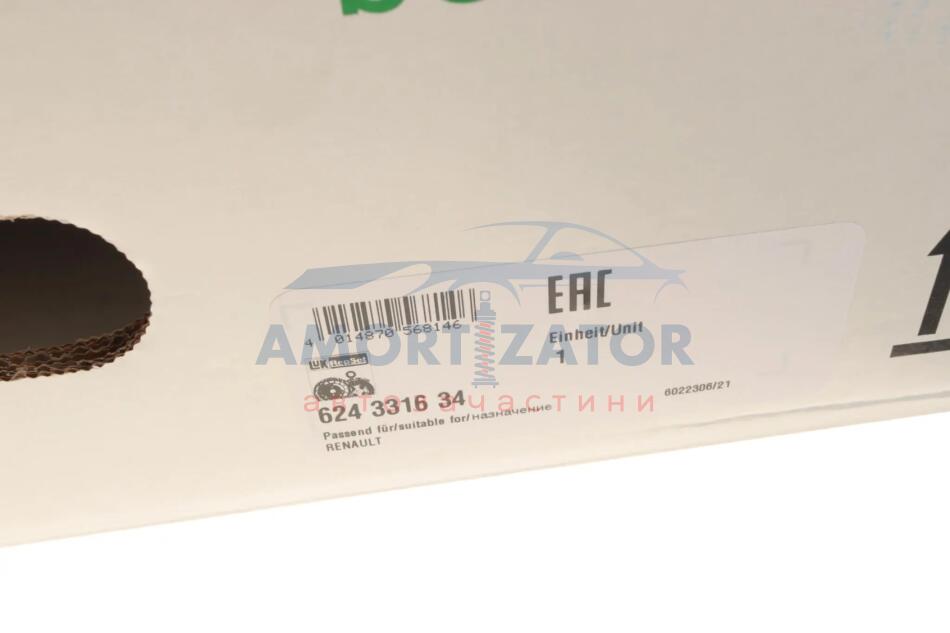 EAC
4 014870 568146
Einheit/Unit
1
AMORTIZATOR
LuK RepSet
автозапчастини
624 3316 34
6022306/21
Passend für/suitable for/назначение
RENAULT